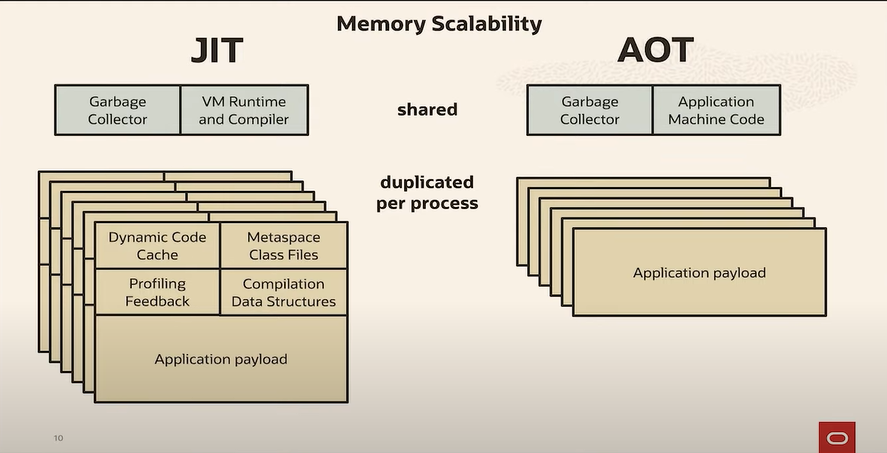 Memory Scalability
JIT
AOT
Garbage
Collector
VM Runtime
and Compiler
shared
Garbage
Collector
Application
Machine Code
duplicated
per process
Dynamic Code
Cache
Metaspace
Class Files
Profiling
Feedback
Compilation
Data Structures
Application payload
Application payload
10